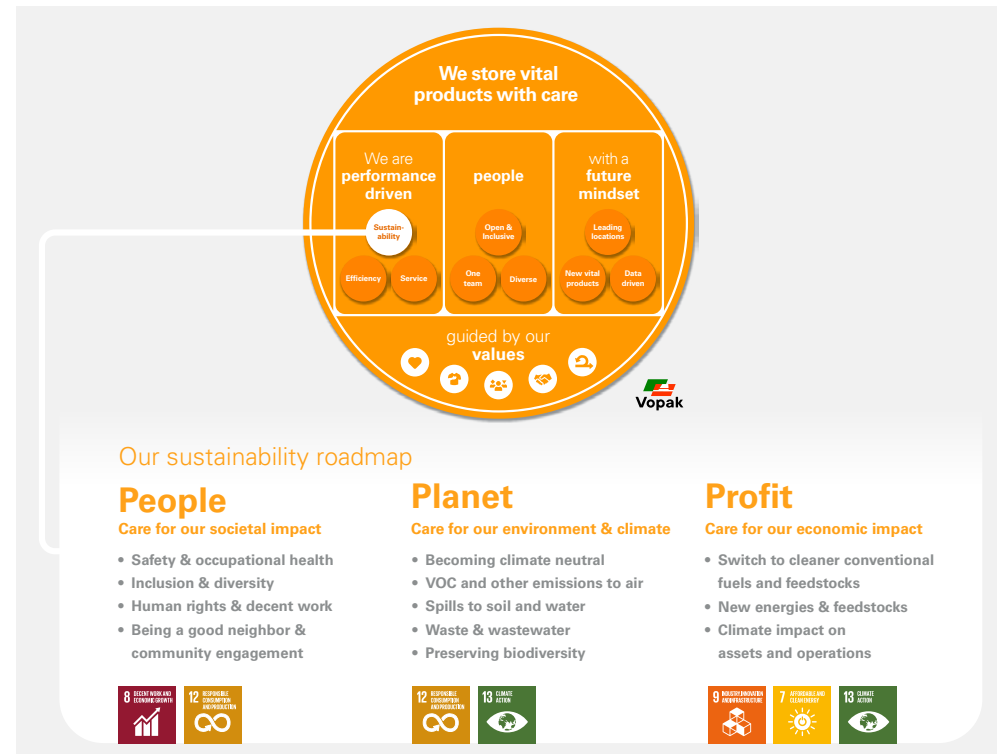 We store vital
products with care
We are
performance
driven
people
with a
future
mindset
Sustain-
ability
Efficiency
Service
Open &
Inclusive
One
team
Diverse
Leading
locations
New vital
products
Data
driven
guided by our
values
Vopak
Our sustainability roadmap
People
Care for our societal impact
• Safety & occupational health
• Inclusion & diversity
• Human rights & decent work
• Being a good neighbor &
community engagement
8 DECENT WORK AND
ECONOMIC GROWTH
12 RESPONSIBLE
CONSUMPTION
AND PRODUCTION
Planet
Care for our environment & climate
• Becoming climate neutral
• VOC and other emissions to air
• Spills to soil and water
• Waste & wastewater
• Preserving biodiversity
12 RESPONSIBLE
CONSUMPTION
AND PRODUCTION
13 CLIMATE
ACTION
Profit
Care for our economic impact
• Switch to cleaner conventional
fuels and feedstocks
• New energies & feedstocks
• Climate impact on
assets and operations
9 INDUSTRY, INNOVATION
AND INFRASTRUCTURE
7 AFFORDABLE AND
CLEAN ENERGY
13 CLIMATE
ACTION